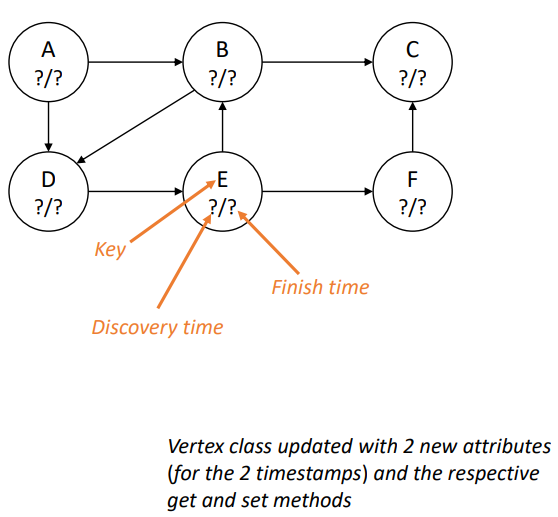 A B C
?/? ?/? ?/?
D E F
?/? ?/? ?/?
Key
Finish time
Discovery time
Vertex class updated with 2 new attributes
(for the 2 timestamps) and the respective
get and set methods